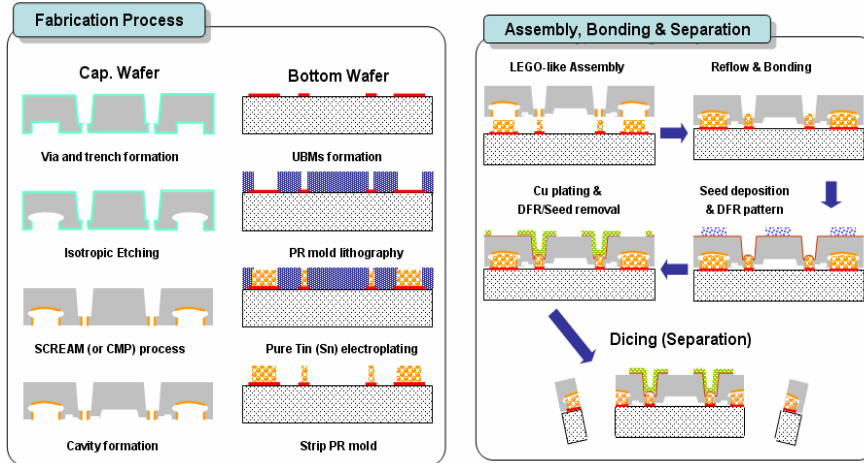 Fabrication Process
Cap. Wafer
Bottom Wafer
Via and trench formation
UBMs formation
Isotropic Etching
PR mold lithography
SCREAM (or CMP) process
Pure Tin (Sn) electroplating
Cavity formation
Strip PR mold
Assembly, Bonding & Separation
LEGO-like Assembly
Reflow & Bonding
Cu plating &
DFR/Seed removal
Seed deposition
& DFR pattern
Dicing (Separation)